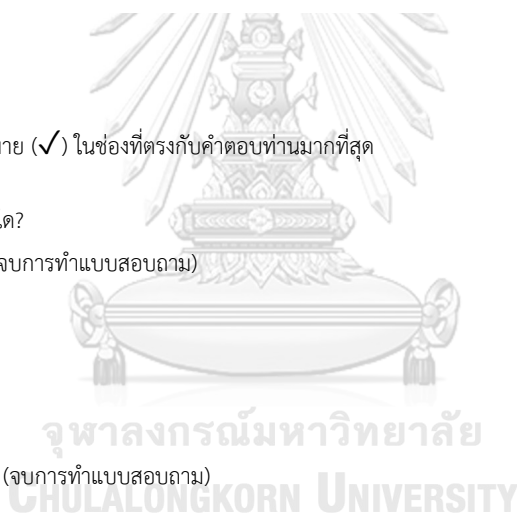 าย (✓) ในช่องที่ตรงกับคำตอบท่านมากที่สุด
ด?
จบการทำแบบสอบถาม)
จุฬาลงกรณ์มหาวิทยาลัย
(จบการทำแบบสอบถาม)
CHULALONGKORN UNIVERSITY